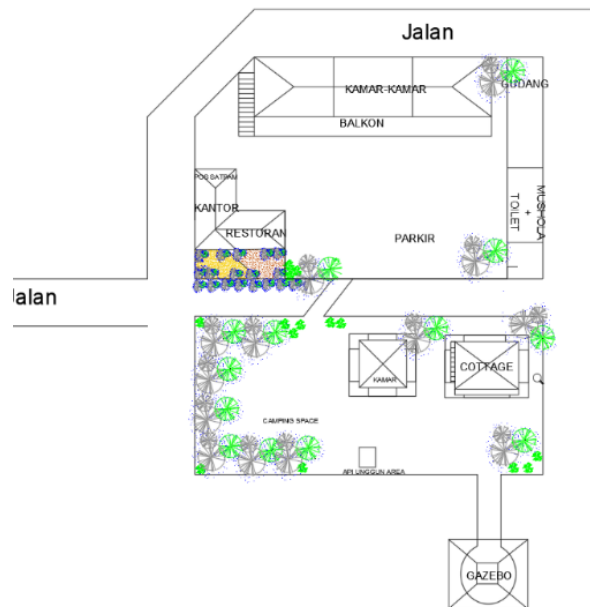 Jalan
KAMAR-KAMAR
GUDANG
BALKON
POS SATPAM
KANTOR
RESTORAN
PARKIR
MUSHOLA
+
TOILET
Jalan
KAMAR
COTTAGE
CAMPING SPACE
API UNGGUN AREA
GAZEBO